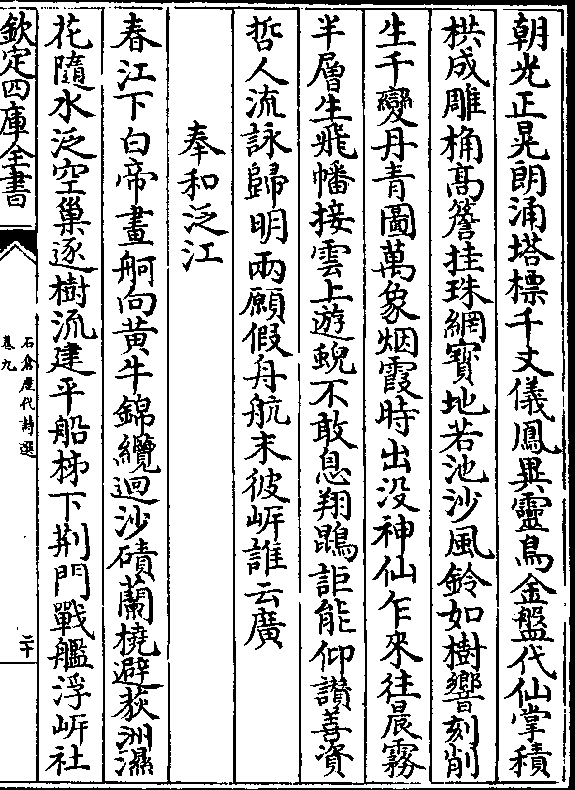 朝光正晃朗涌塔標千丈儀鳳異靈鳥金盤代仙掌積
栱成雕桷髙簷挂珠網寳地若池沙風鈴如樹響刻削
生千變丹青圖萬象烟霞時出没神仙乍來往晨霧
半層生飛幡接雲上遊蜺不敢息翔鵾詎能仰讃善資
哲人流詠歸明兩願假舟航末彼㟁誰云廣
奉和泛江
春江下白帝畫舸向黄牛錦纜迴沙磧蘭橈避荻洲濕
花隨水泛空巢逐樹流建平船柹下荆門戰艦浮㟁社
欽定四庫全書
石倉歷代詩選
卷九
二十